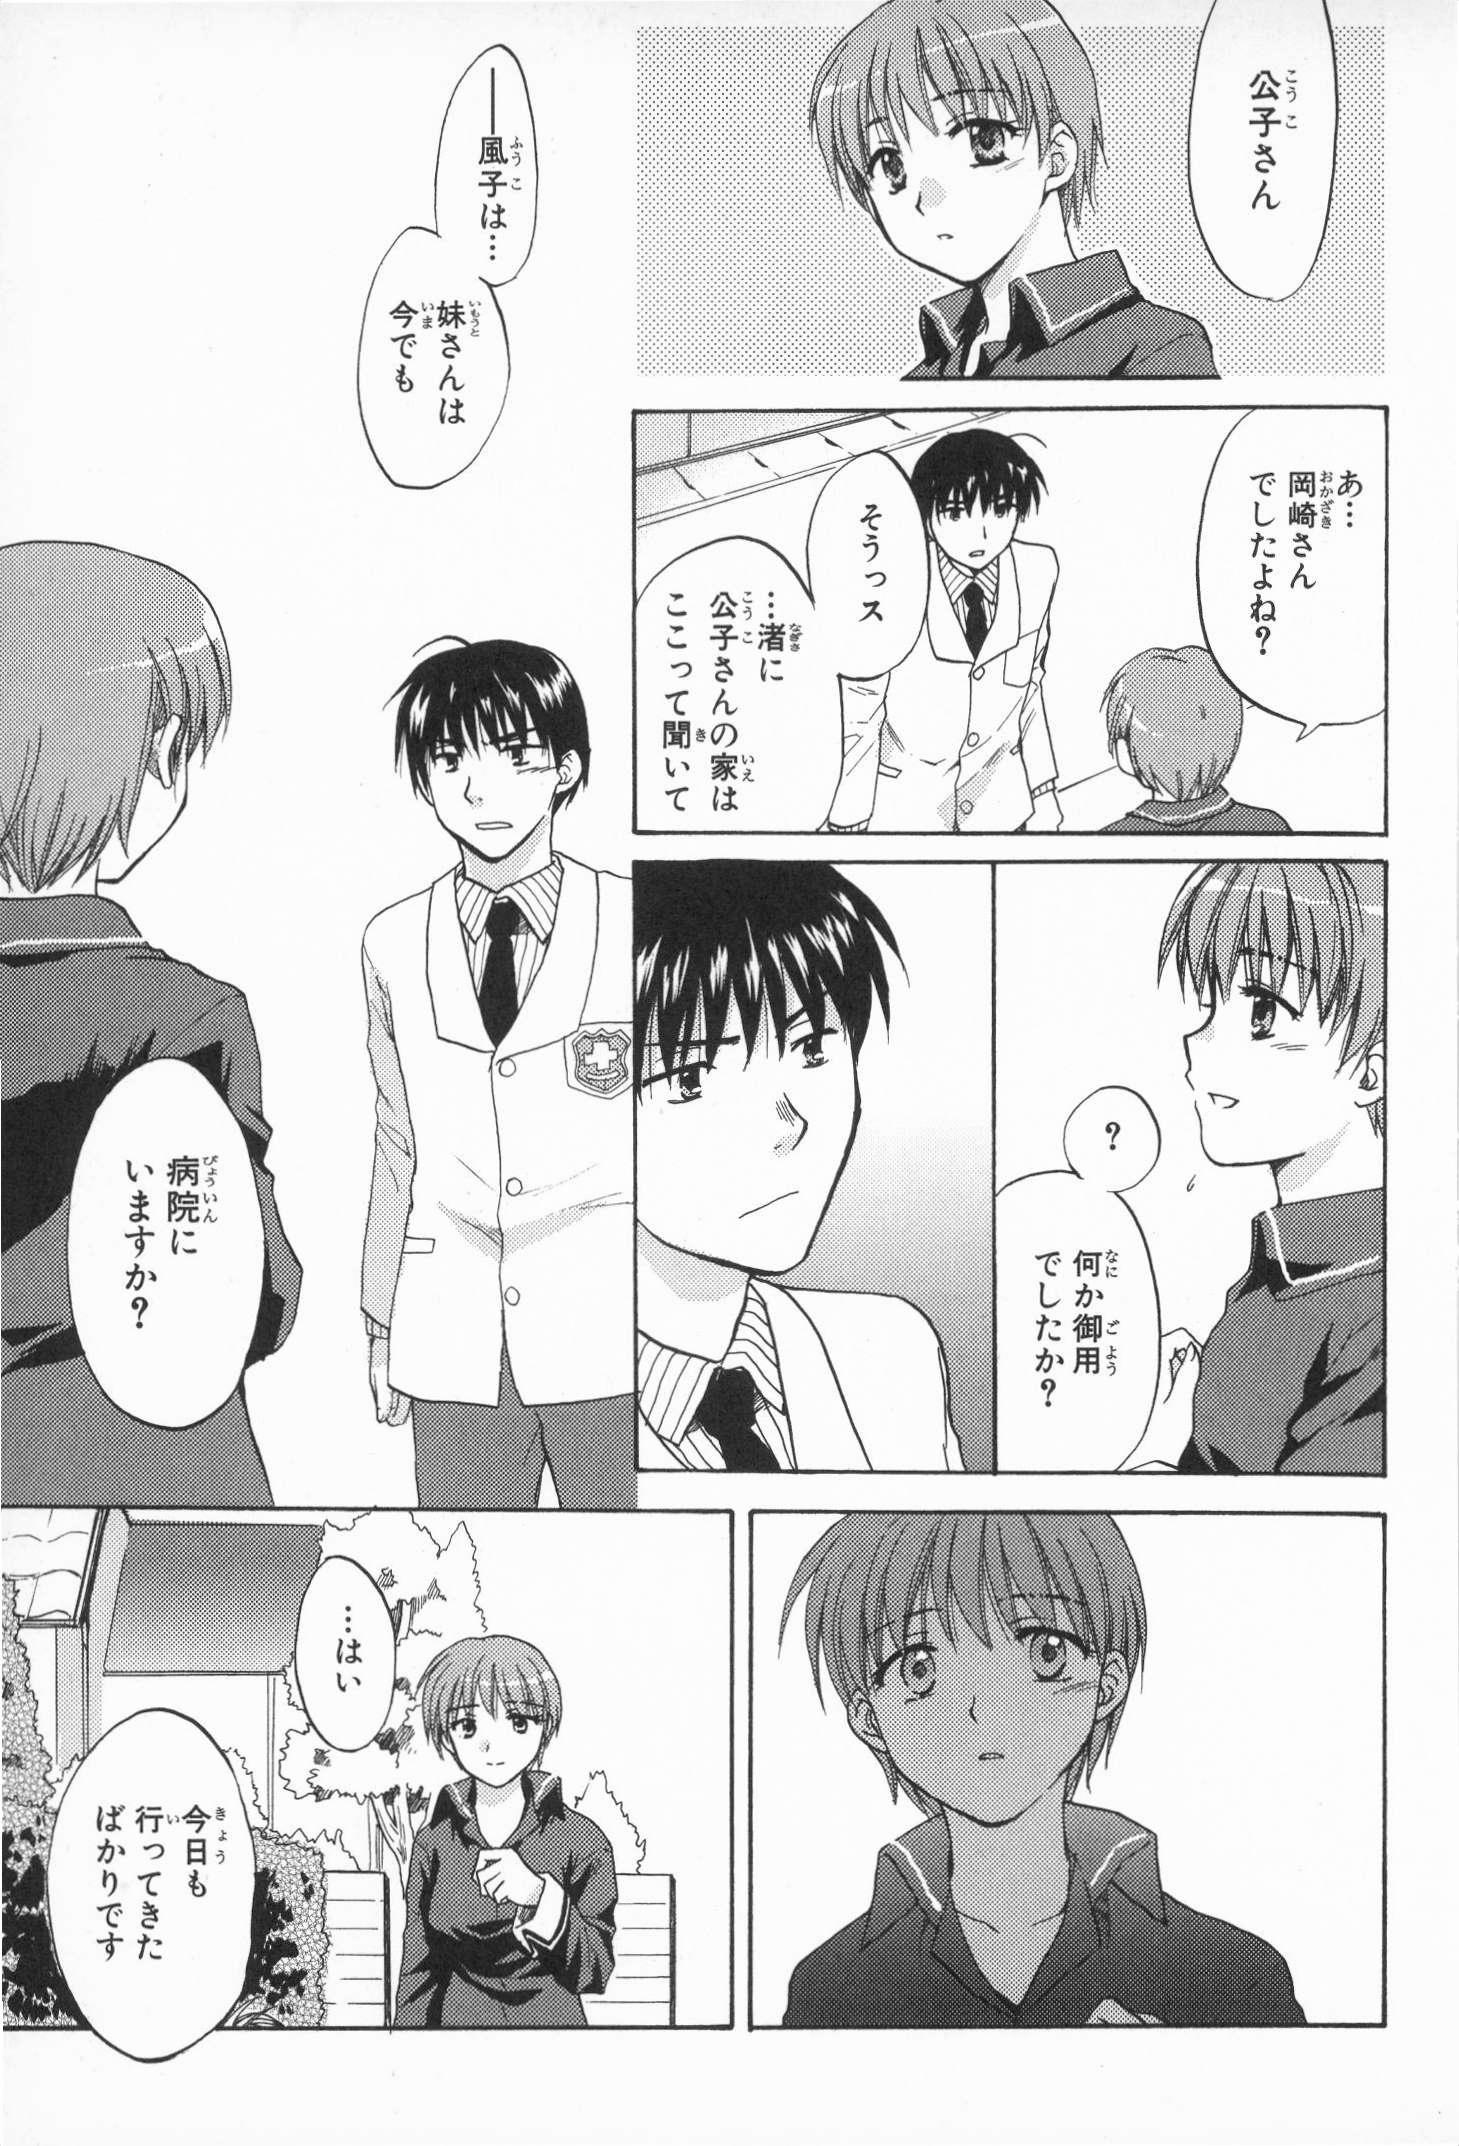 公子さん
あ…
岡崎さん
でしたよね?
そうっス
…渚に
公子さんの家は
ここって聞いて
?
何か御用
でしたか?
――風子は…
妹さんは
今でも
病院に
いますか?
…はい
今日も
行ってきた
ばかりです